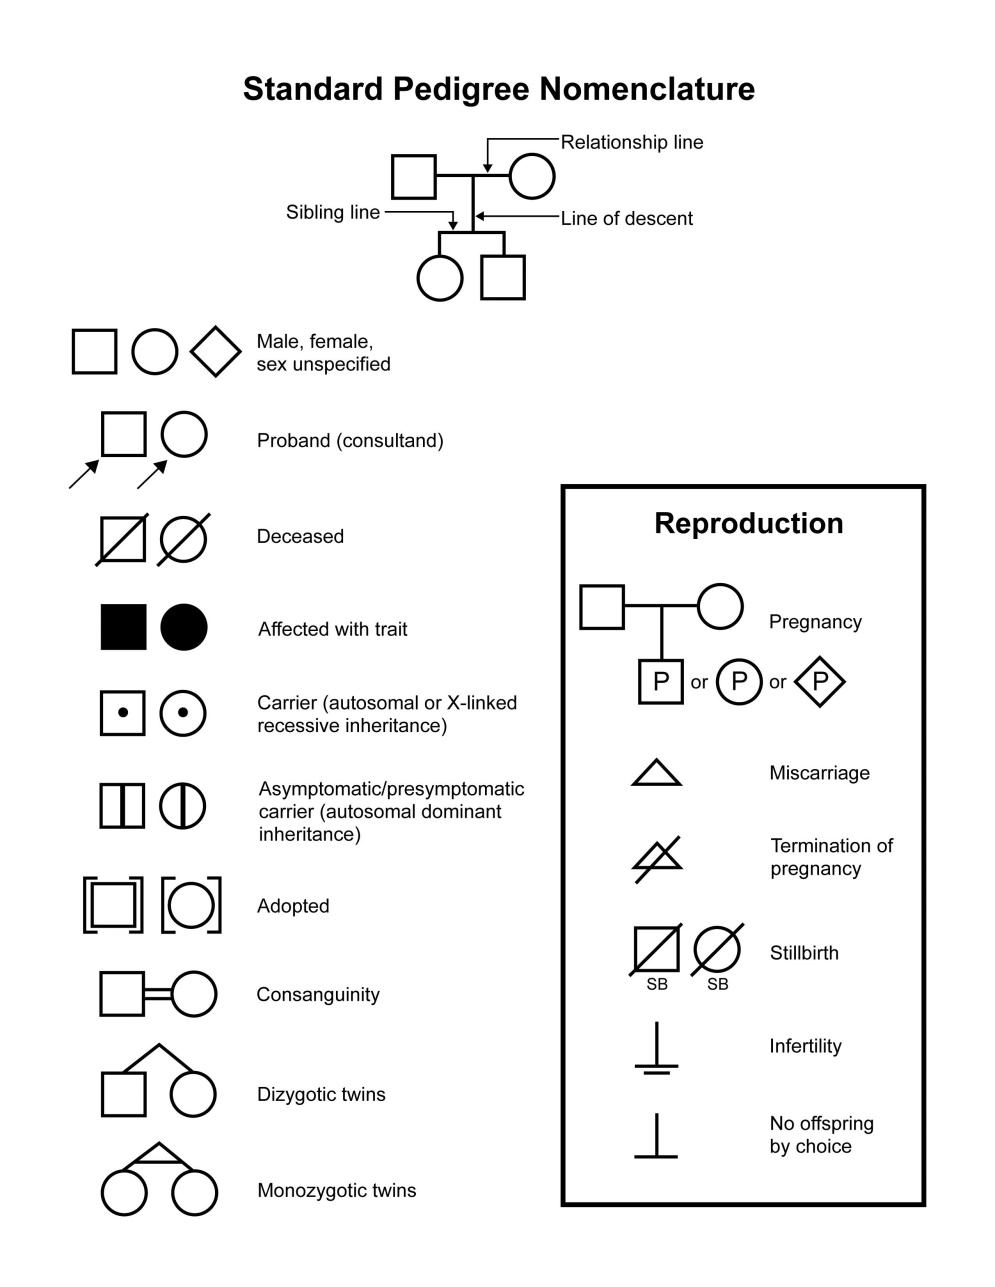 Standard Pedigree Nomenclature
Relationship line
Sibling line
Line of descent
Male, female,
sex unspecified
Proband (consultand)
Deceased
Affected with trait
Carrier (autosomal or X-linked
recessive inheritance)
Asymptomatic/presymptomatic
carrier (autosomal dominant
inheritance)
Adopted
Consanguinity
Dizygotic twins
Monozygotic twins
Reproduction
Pregnancy
P or P or P
Miscarriage
Termination of
pregnancy
Stillbirth
SB SB
Infertility
No offspring
by choice